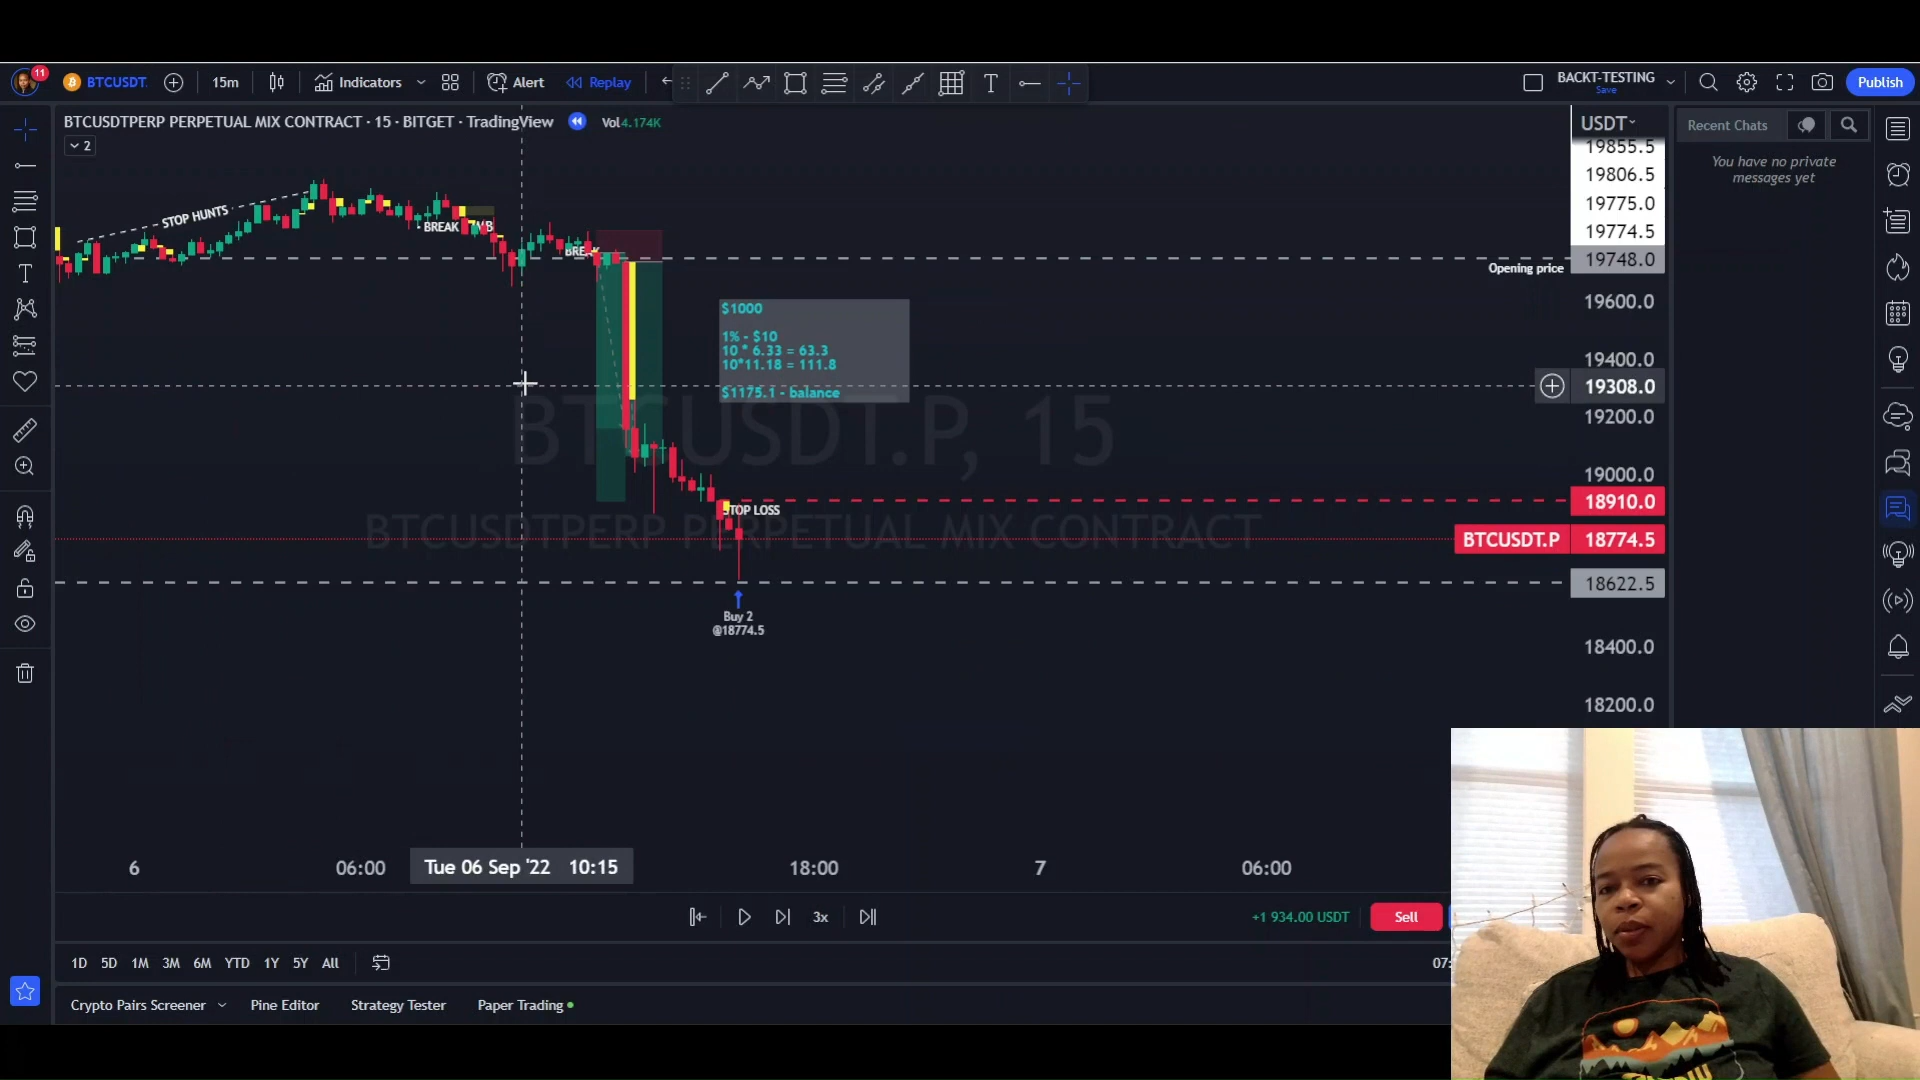 11
BTCUSDT.
15m
Indicators
Alert
Replay
BACKT-TESTING
Save
Publish
BTCUSDTPERP PERPETUAL MIX CONTRACT · 15 · BITGET · TradingView
Vol 4.174K
2
USDT
19855.5
19806.5
19775.0
19774.5
19748.0
Opening price
19600.0
19400.0
19308.0
19200.0
19000.0
18910.0
BTCUSDT.P 18774.5
18622.5
18400.0
18200.0
Recent Chats
You have no private
messages yet
STOP HUNTS
- BREAK
BREAK
$1000
1% - $10
10 * 6.33 = 63.3
10*11.18 = 111.8
$1175.1 - balance
BTCUSDT.P, 15
BTCUSDTPERP PERPETUAL MIX CONTRACT
STOP LOSS
Buy 2
@18774.5
6
06:00
Tue 06 Sep '22 10:15
18:00
7
06:00
3x
+1 934.00 USDT
Sell
1D 5D 1M 3M 6M YTD 1Y 5Y All
07:
Crypto Pairs Screener
Pine Editor
Strategy Tester
Paper Trading